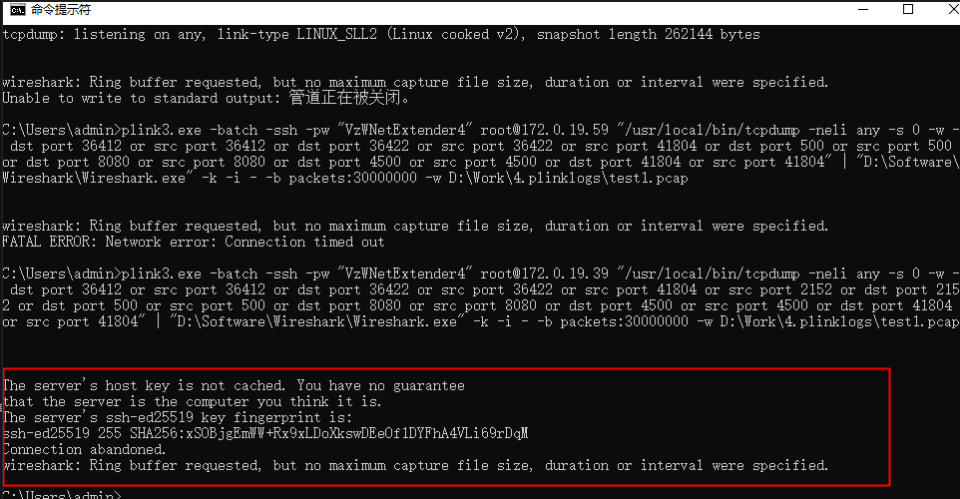 命令提示符
tcpdump: listening on any, link-type LINUX_SLL2 (Linux cooked v2), snapshot length 262144 bytes
wireshark: Ring buffer requested, but no maximum capture file size, duration or interval were specified.
Unable to write to standard output: 管道正在被关闭。
C:\Users\admin>plink3.exe -batch -ssh -pw "VzWNetExtender4" root@172.0.19.59 "/usr/local/bin/tcpdump -neli any -s 0 -w -
dst port 36412 or src port 36412 or dst port 36422 or src port 36422 or src port 41804 or dst port 500 or src port 500
or dst port 8080 or src port 8080 or dst port 4500 or src port 4500 or dst port 41804 or src port 41804" | "D:\Software\
Wireshark\Wireshark.exe" -k -i - -b packets:30000000 -w D:\Work\4.plinklogs\test1.pcap
wireshark: Ring buffer requested, but no maximum capture file size, duration or interval were specified.
FATAL ERROR: Network error: Connection timed out
C:\Users\admin>plink3.exe -batch -ssh -pw "VzWNetExtender4" root@172.0.19.39 "/usr/local/bin/tcpdump -neli any -s 0 -w -
dst port 36412 or src port 36412 or dst port 36422 or src port 36422 or src port 41804 or src port 2152 or dst port 215
2 or dst port 500 or src port 500 or dst port 8080 or src port 8080 or dst port 4500 or src port 4500 or dst port 41804
or src port 41804" | "D:\Software\Wireshark\Wireshark.exe" -k -i - -b packets:30000000 -w D:\Work\4.plinklogs\test1.pcap
The server's host key is not cached. You have no guarantee
that the server is the computer you think it is.
The server's ssh-ed25519 key fingerprint is:
ssh-ed25519 255 SHA256:xSOBjgEmWW+Rx9xLDoXkswDEeOf1DYFhA4VLi69rDqM
Connection abandoned.
wireshark: Ring buffer requested, but no maximum capture file size, duration or interval were specified.
C:\Users\admin>